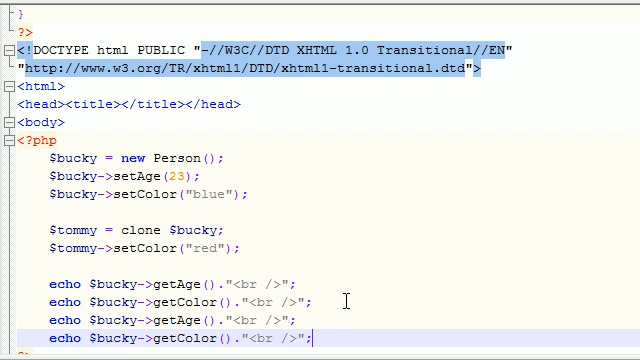 }
?>
<!DOCTYPE html PUBLIC "-//W3C//DTD XHTML 1.0 Transitional//EN"
"http://www.w3.org/TR/xhtml1/DTD/xhtml1-transitional.dtd">
<html>
<head><title></title></head>
<body>
<?php
$bucky = new Person();
$bucky->setAge(23);
$bucky->setColor("blue");
$tommy = clone $bucky;
$tommy->setColor("red");
echo $bucky->getAge()."<br />";
echo $bucky->getColor()."<br />";
echo $bucky->getAge()."<br />";
echo $bucky->getColor()."<br />";